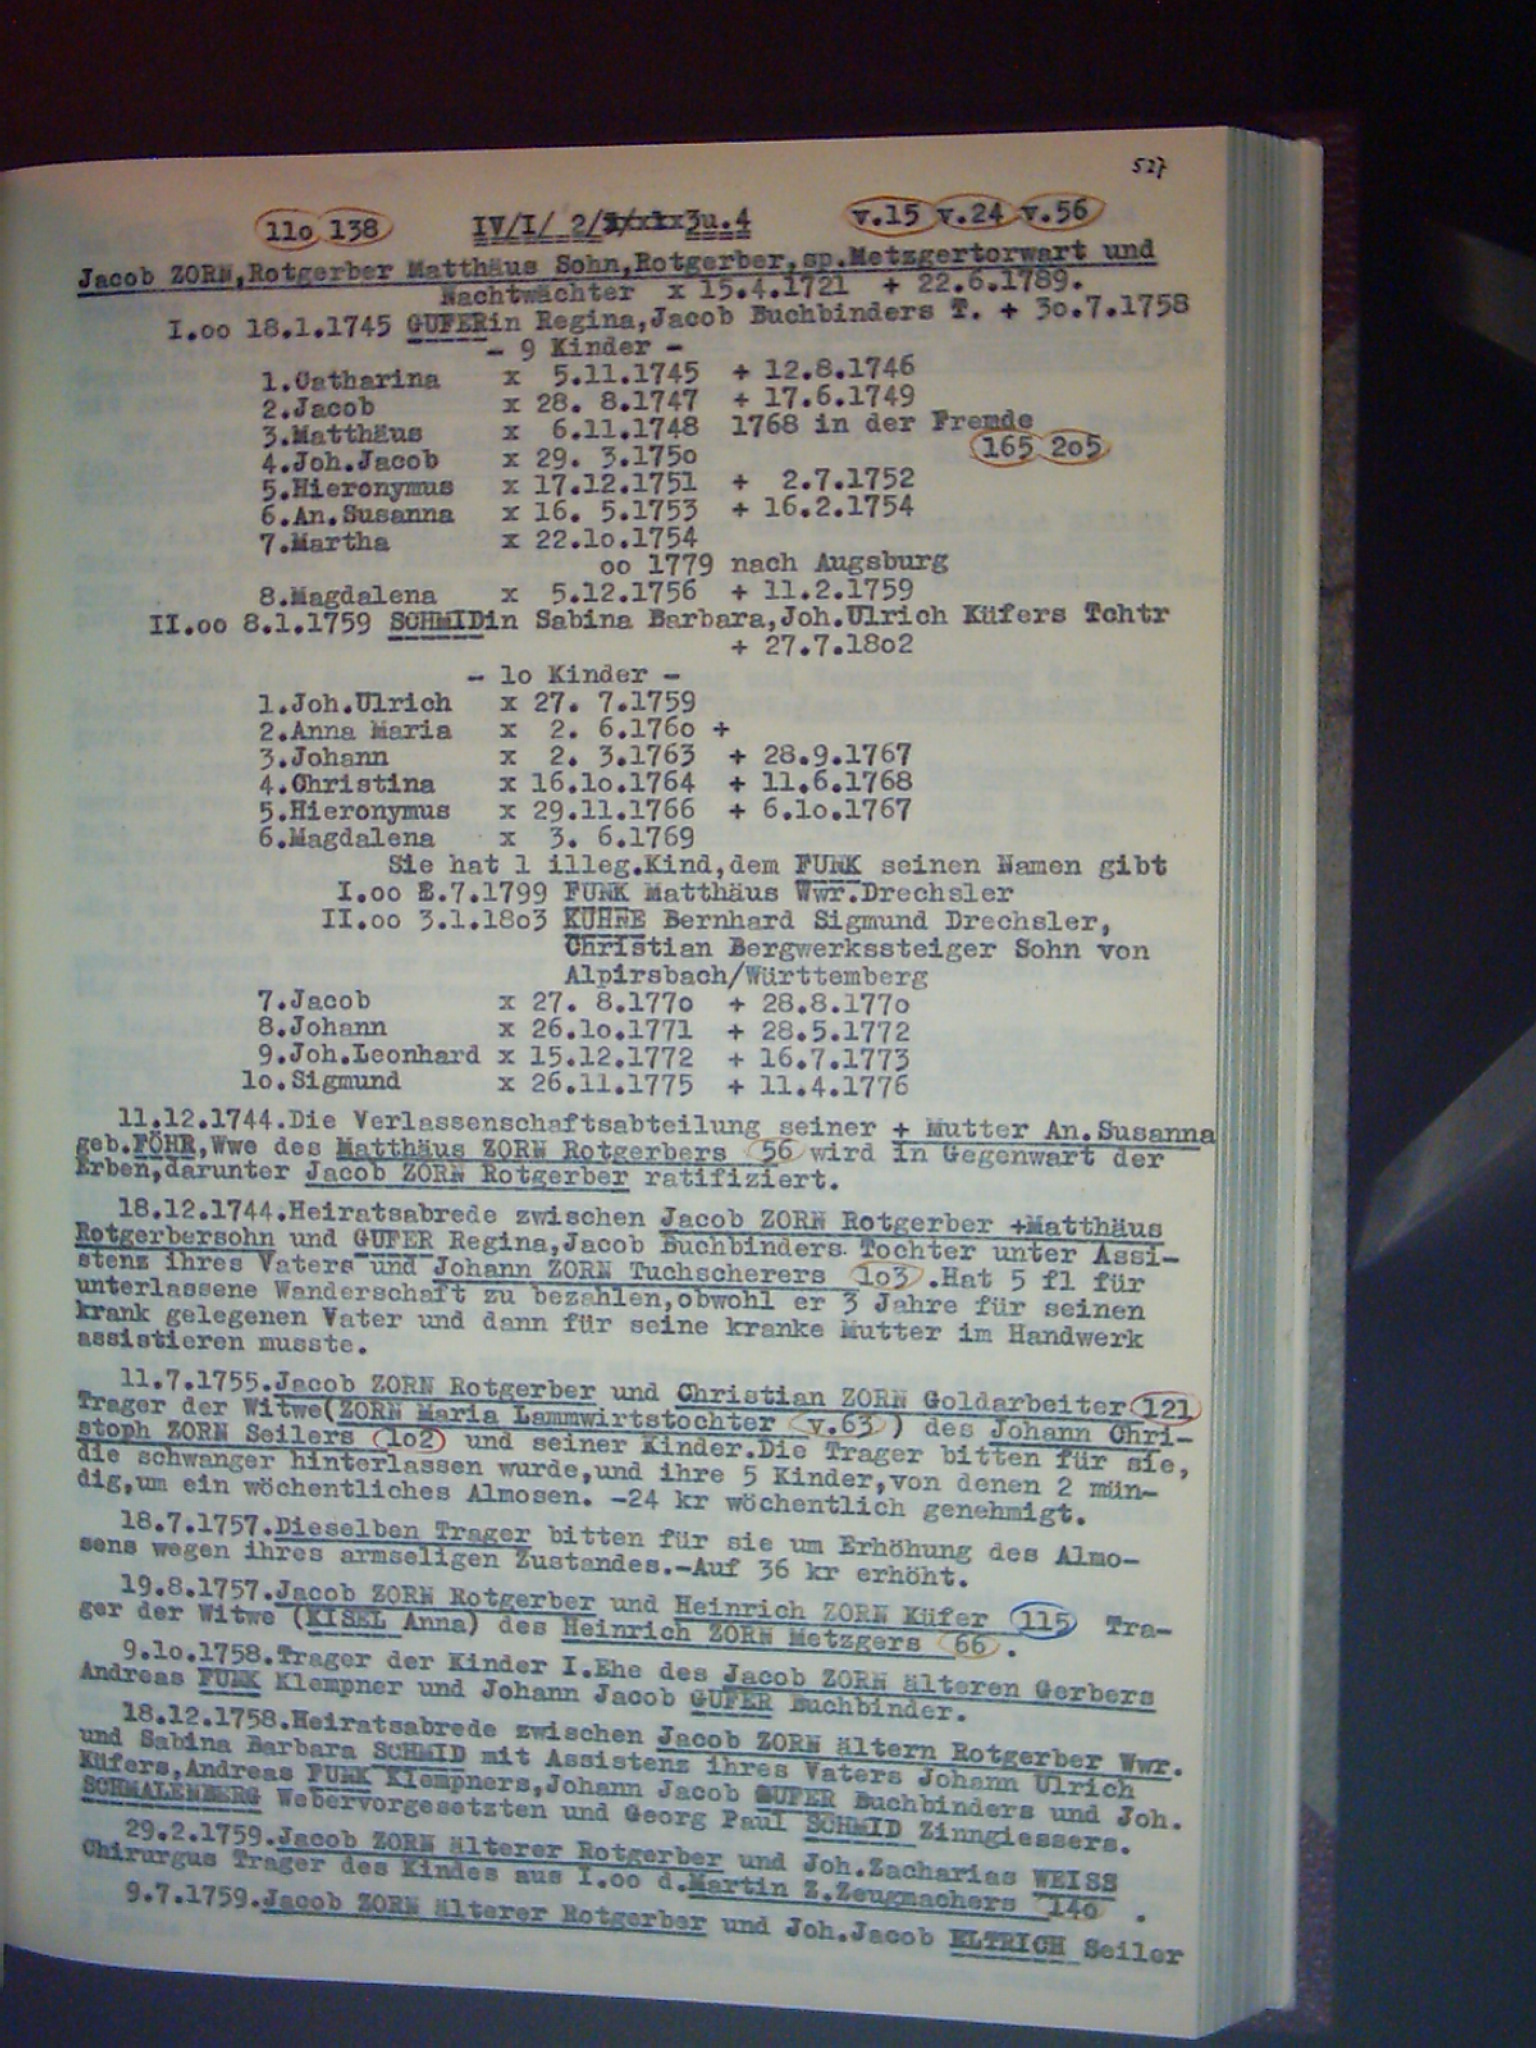 527
11o 138 IV/I/ 2/3u.4 v.15 v.24 v.56
Jacob ZORN,Rotgerber Matthäus Sohn,Rotgerber,sp.Metzgertorwart und
Nachtwächter x 15.4.1721 + 22.6.1789.
I.oo 18.1.1745 GUFERin Regina,Jacob Buchbinders T. + 3o.7.1758
- 9 Kinder -
1.Catharina x 5.11.1745 + 12.8.1746
2.Jacob x 28. 8.1747 + 17.6.1749
3.Matthäus x 6.11.1748 1768 in der Fremde
4.Joh.Jacob x 29. 3.175o 165 2o5
5.Hieronymus x 17.12.1751 + 2.7.1752
6.An.Susanna x 16. 5.1753 + 16.2.1754
7.Martha x 22.1o.1754
oo 1779 nach Augsburg
8.Magdalena x 5.12.1756 + 11.2.1759
II.oo 8.1.1759 SCHMIDin Sabina Barbara,Joh.Ulrich Küfers Tchtr
+ 27.7.18o2
- 1o Kinder -
1.Joh.Ulrich x 27. 7.1759
2.Anna Maria x 2. 6.176o +
3.Johann x 2. 3.1763 + 28.9.1767
4.Christina x 16.1o.1764 + 11.6.1768
5.Hieronymus x 29.11.1766 + 6.1o.1767
6.Magdalena x 3. 6.1769
Sie hat 1 illeg.Kind,dem FUNK seinen Namen gibt
I.oo 2.7.1799 FUNK Matthäus Wwr.Drechsler
II.oo 3.1.18o3 KÜHNE Bernhard Sigmund Drechsler,
Christian Bergwerkssteiger Sohn von
Alpirsbach/Württemberg
7.Jacob x 27. 8.177o + 28.8.177o
8.Johann x 26.1o.1771 + 28.5.1772
9.Joh.Leonhard x 15.12.1772 + 16.7.1773
1o.Sigmund x 26.11.1775 + 11.4.1776
11.12.1744.Die Verlassenschaftsabteilung seiner + Mutter An.Susanna
geb.FÖHR,Wwe des Matthäus ZORN Rotgerbers 56 wird in Gegenwart der
Erben,darunter Jacob ZORN Rotgerber ratifiziert.
18.12.1744.Heiratsabrede zwischen Jacob ZORN Rotgerber +Matthäus
Rotgerbersohn und GUFER Regina,Jacob Buchbinders Tochter unter Assi-
stenz ihres Vaters und Johann ZORN Tuchscherers 1o3 .Hat 5 fl für
unterlassene Wanderschaft zu bezahlen,obwohl er 3 Jahre für seinen
krank gelegenen Vater und dann für seine kranke Mutter im Handwerk
assistieren musste.
11.7.1755.Jacob ZORN Rotgerber und Christian ZORN Goldarbeiter 121
Trager der Witwe(ZORN Maria Lammwirtstochter v.63 ) des Johann Chri-
stoph ZORN Seilers 1o2 und seiner Kinder.Die Trager bitten für sie,
die schwanger hinterlassen wurde,und ihre 5 Kinder,von denen 2 mün-
dig,um ein wöchentliches Almosen. -24 kr wöchentlich genehmigt.
18.7.1757.Dieselben Trager bitten für sie um Erhöhung des Almo-
sens wegen ihres armseligen Zustandes.-Auf 36 kr erhöht.
19.8.1757.Jacob ZORN Rotgerber und Heinrich ZORN Küfer 115 Tra-
ger der Witwe (KISEL Anna) des Heinrich ZORN Metzgers 66 .
9.1o.1758.Trager der Kinder I.Ehe des Jacob ZORN älteren Gerbers
Andreas FUNK Klempner und Johann Jacob GUFER Buchbinder.
18.12.1758.Heiratsabrede zwischen Jacob ZORN ältern Rotgerber Wwr.
und Sabina Barbara SCHMID mit Assistenz ihres Vaters Johann Ulrich
Küfers,Andreas FUNK Klempners,Johann Jacob GUFER Buchbinders und Joh.
SCHMALENBERG Webervorgesetzten und Georg Paul SCHMID Zinngiessers.
29.2.1759.Jacob ZORN älterer Rotgerber und Joh.Zacharias WEISS
Chirurgus Trager des Kindes aus I.oo d.Martin Z.Zeugmachers 14o .
9.7.1759.Jacob ZORN älterer Rotgerber und Joh.Jacob ELTRICH Seiler